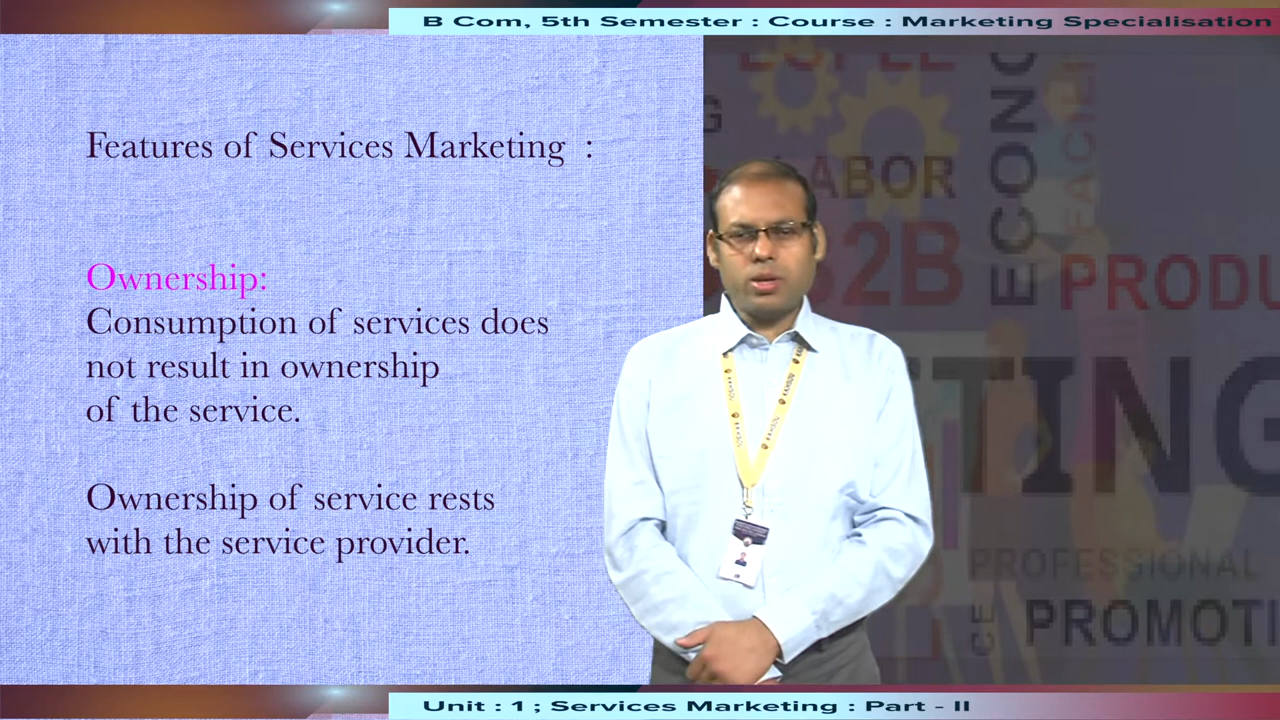 B Com, 5th Semester : Course : Marketing Specialisation
Features of Services Marketing :
Ownership:
Consumption of services does
not result in ownership
of the service.
Ownership of service rests
with the service provider.
LABOR
B2B
ECONO
FACILI
PRODU
TING
PROFESSIONAL
PROMOTI
CE
Unit : 1 ; Services Marketing : Part - II